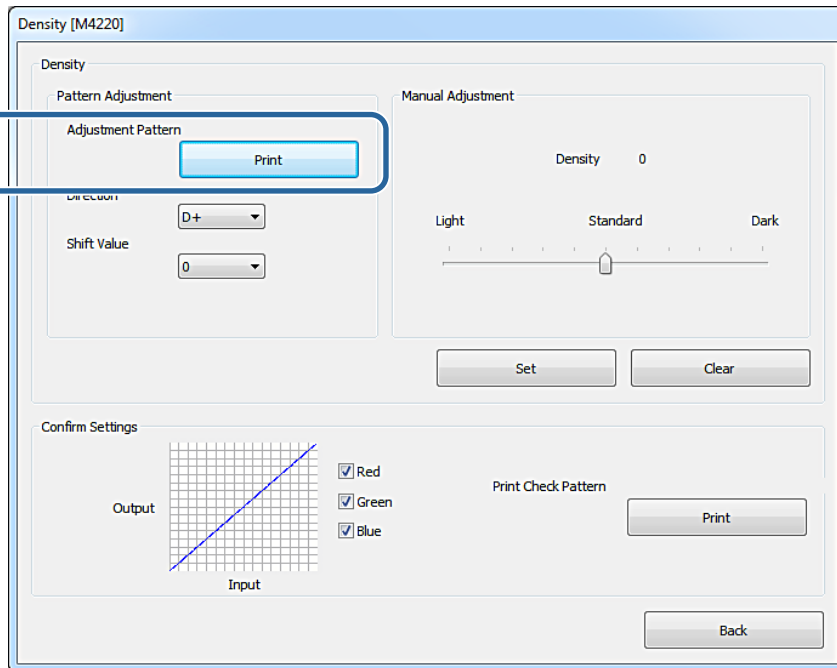 Density [M4220]
Density
Pattern Adjustment
Adjustment Pattern
Print
Direction
D+
Shift Value
0
Manual Adjustment
Density 0
Light Standard Dark
Set Clear
Confirm Settings
Output
Input
Red
Green
Blue
Print Check Pattern
Print
Back